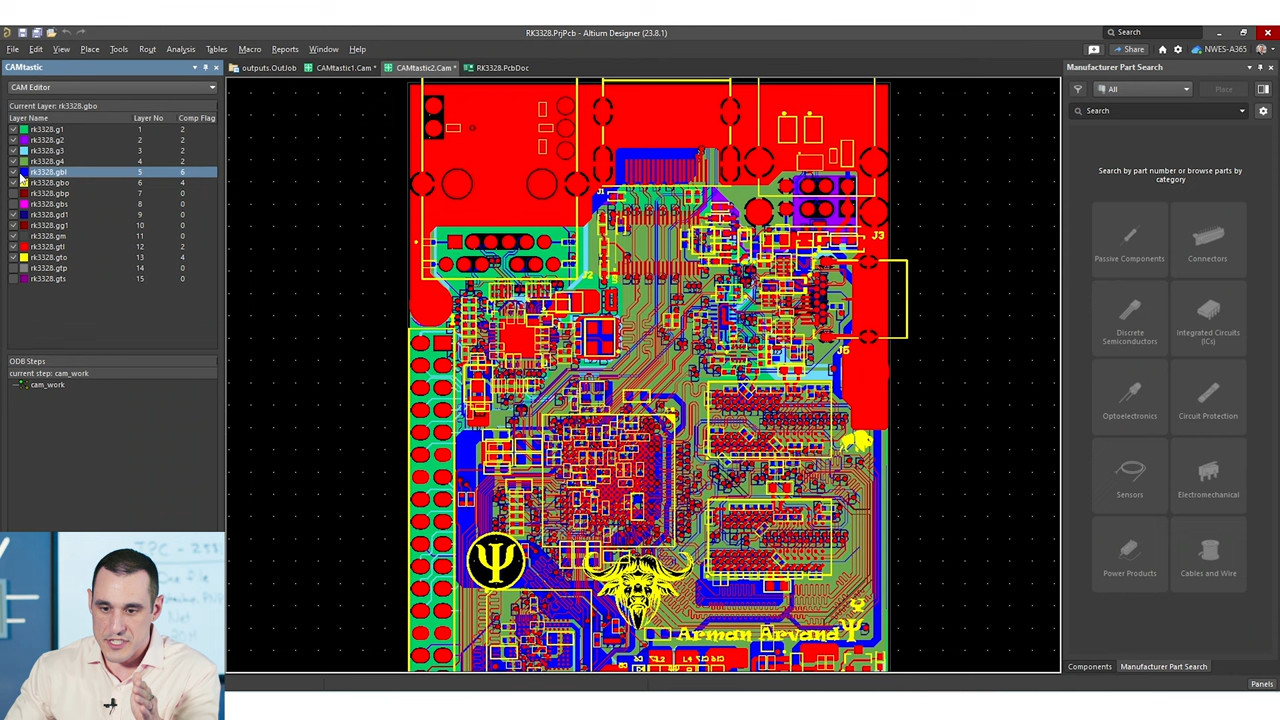 RK3328.PrjPcb - Altium Designer (23.8.1)
Search
File Edit View Place Tools Rout Analysis Tables Macro Reports Window Help
Share
NWES-A365
CAMtastic
outputs.OutJob
CAMtastic1.Cam *
CAMtastic2.Cam *
RK3328.PcbDoc
Manufacturer Part Search
CAM Editor
All
Place
Current Layer: rk3328.gbo
Search
Layer Name Layer No Comp Flag
rk3328.g1 1 2
rk3328.g2 2 2
rk3328.g3 3 2
rk3328.g4 4 2
rk3328.gbl 5 6
rk3328.gbo 6 4
rk3328.gbp 7 0
rk3328.gbs 8 0
rk3328.gd1 9 0
rk3328.gg1 10 0
rk3328.gm 11 0
rk3328.gtl 12 2
rk3328.gto 13 4
rk3328.gtp 14 0
rk3328.gts 15 0
Search by part number or browse parts by
category
Passive Components
Connectors
Discrete
Semiconductors
Integrated Circuits
(ICs)
Optoelectronics
Circuit Protection
Sensors
Electromechanical
Power Products
Cables and Wire
ODB Steps
current step: cam_work
cam_work
J1
J3
J2
J5
Ψ
Arman ArvandΨ
Components
Manufacturer Part Search
Panels